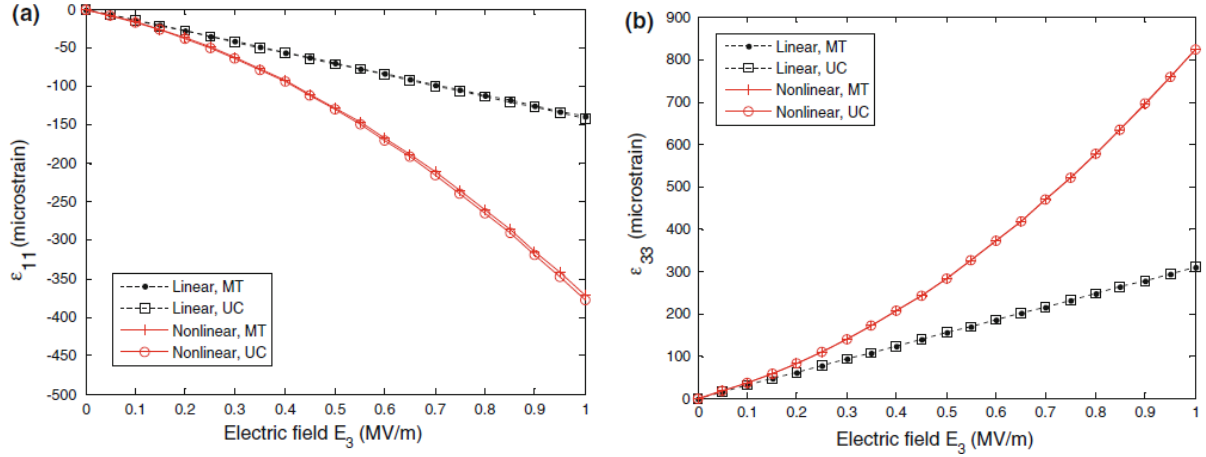 (a)
0
-50
-100
-150
-200
-250
-300
-350
-400
-450
-500
ε11 (microstrain)
Linear, MT
Linear, UC
Nonlinear, MT
Nonlinear, UC
0 0.1 0.2 0.3 0.4 0.5 0.6 0.7 0.8 0.9 1
Electric field E3 (MV/m)
(b)
900
800
700
600
500
400
300
200
100
0
ε33 (microstrain)
Linear, MT
Linear, UC
Nonlinear, MT
Nonlinear, UC
0 0.1 0.2 0.3 0.4 0.5 0.6 0.7 0.8 0.9 1
Electric field E3 (MV/m)